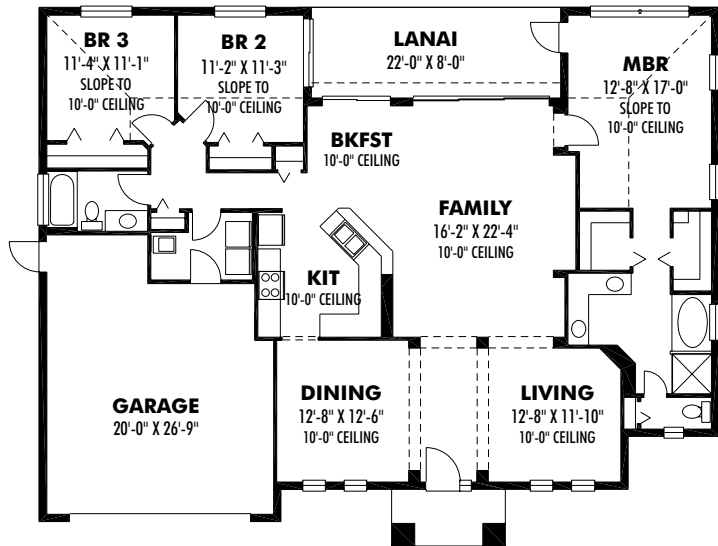 BR 3
11'-4" X 11'-1"
SLOPE TO
10'-0" CEILING
BR 2
11'-2" X 11'-3"
SLOPE TO
10'-0" CEILING
LANAI
22'-0" X 8'-0"
MBR
12'-8" X 17'-0"
SLOPE TO
10'-0" CEILING
BKFST
10'-0" CEILING
FAMILY
16'-2" X 22'-4"
10'-0" CEILING
KIT
10'-0" CEILING
GARAGE
20'-0" X 26'-9"
DINING
12'-8" X 12'-6"
10'-0" CEILING
LIVING
12'-8" X 11'-10"
10'-0" CEILING